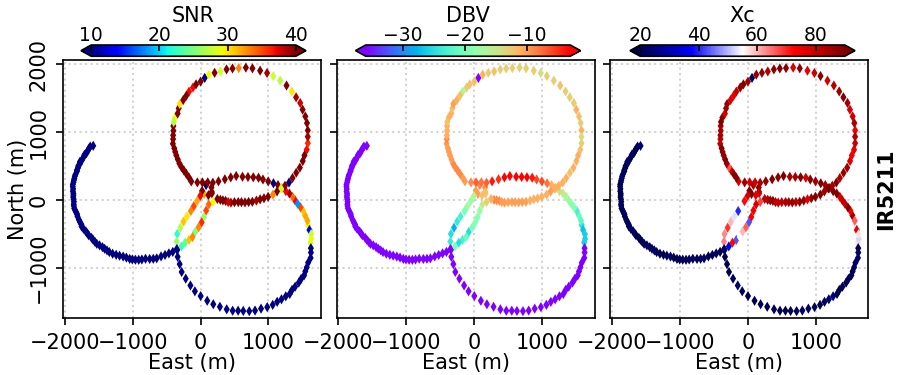 SNR DBV Xc
10 20 30 40 −30 −20 −10 20 40 60 80
2000
1000
0
−1000
North (m)
−2000 −1000 0 1000 −2000 −1000 0 1000 −2000 −1000 0 1000
East (m) East (m) East (m)
IR5211